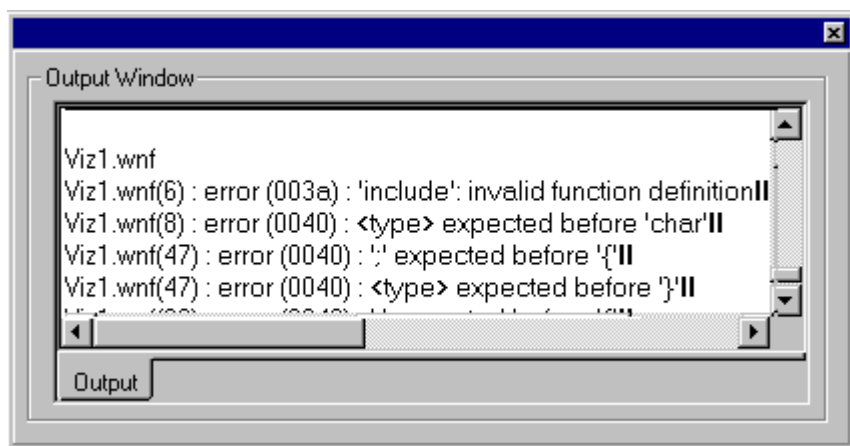 Output Window
Viz1.wnf
Viz1.wnf(6) : error (003a) : 'include': invalid function definition
Viz1.wnf(8) : error (0040) : <type> expected before 'char'
Viz1.wnf(47) : error (0040) : ';' expected before '{'
Viz1.wnf(47) : error (0040) : <type> expected before '}'
Output